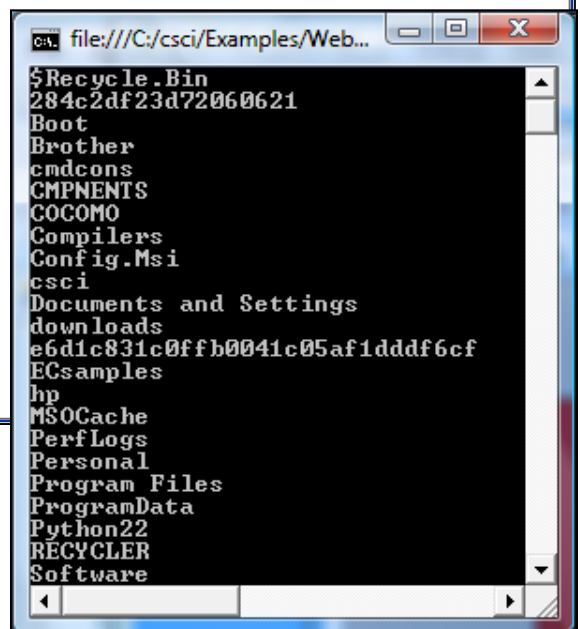 file:///C:/csci/Examples/Web...
$Recycle.Bin
284c2df23d72060621
Boot
Brother
cmdcons
CMPNENTS
COCOMO
Compilers
Config.Msi
csci
Documents and Settings
downloads
e6d1c831c0ffb0041c05af1dddf6cf
ECsamples
hp
MSOCache
PerfLogs
Personal
Program Files
ProgramData
Python22
RECYCLER
Software